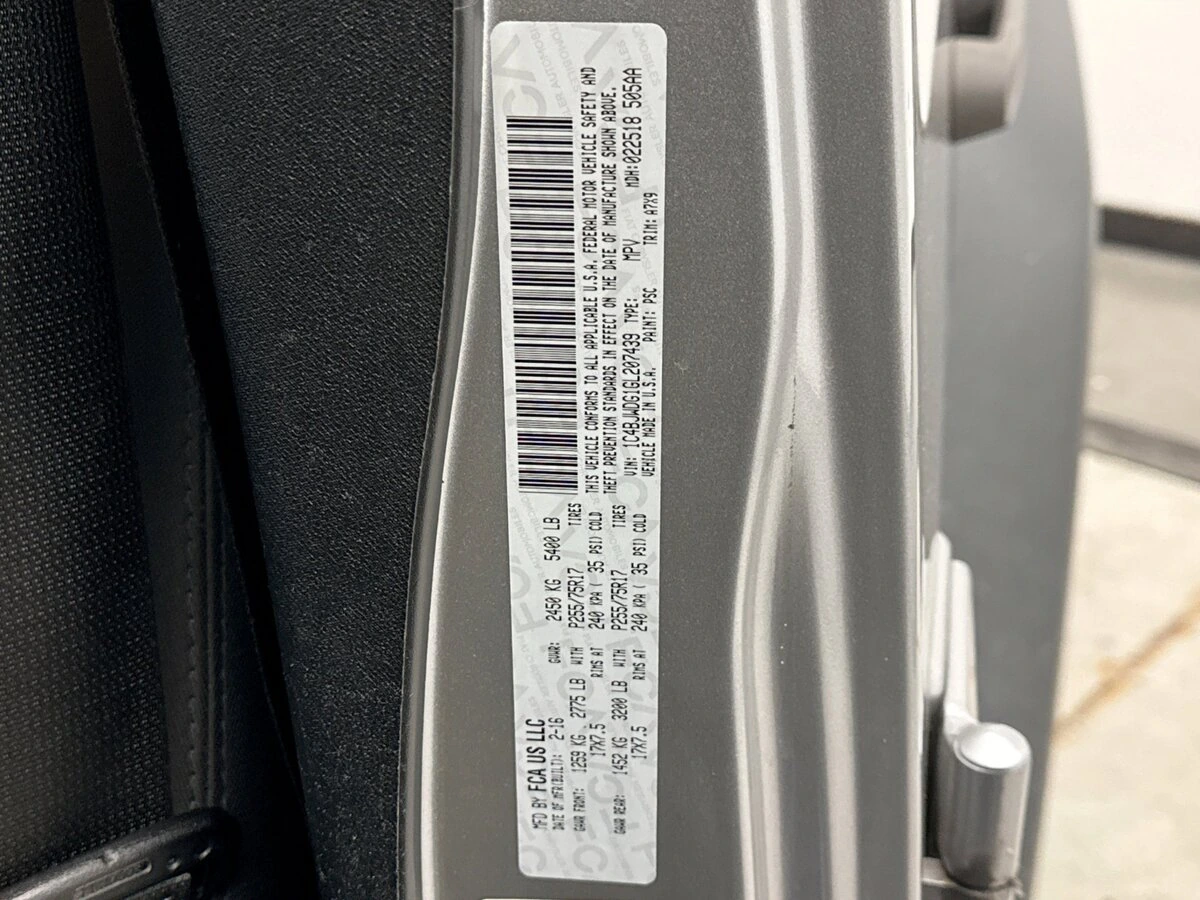 MFD BY FCA US LLC
DATE OF MFR(BUILT): 2-16 GVWR: 2450 KG 5400 LB
GAWR FRONT: 1259 KG 2775 LB WITH P255/75R17 TIRES
17X7.5 RIMS AT 240 KPA ( 35 PSI) COLD
GAWR REAR: 1452 KG 3200 LB WITH P255/75R17 TIRES
17X7.5 RIMS AT 240 KPA ( 35 PSI) COLD
THIS VEHICLE CONFORMS TO ALL APPLICABLE U.S.A. FEDERAL MOTOR VEHICLE SAFETY AND
THEFT PREVENTION STANDARDS IN EFFECT ON THE DATE OF MANUFACTURE SHOWN ABOVE.
VIN: 1C4BJWDG1GL207439 TYPE: MPV MDH:022518 505AA
VEHICLE MADE IN U.S.A. PAINT: PSC TRIM: A7X9